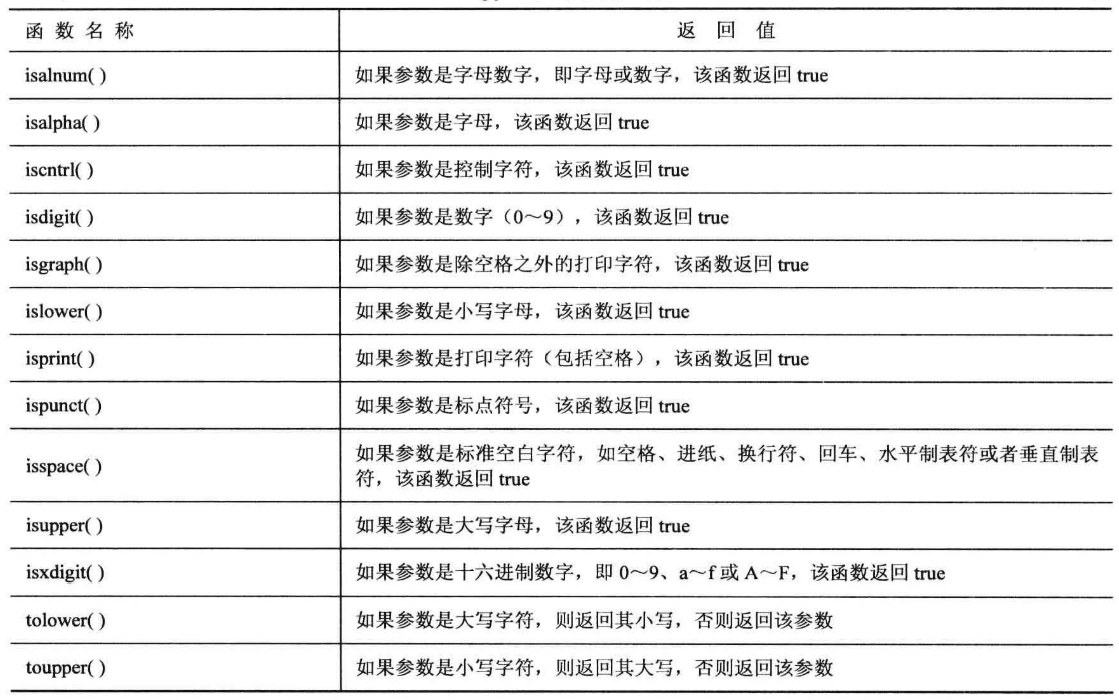 函数名称 返回值
isalnum( ) 如果参数是字母数字，即字母或数字，该函数返回 true
isalpha( ) 如果参数是字母，该函数返回 true
iscntrl( ) 如果参数是控制字符，该函数返回 true
isdigit( ) 如果参数是数字（0～9），该函数返回 true
isgraph( ) 如果参数是除空格之外的打印字符，该函数返回 true
islower( ) 如果参数是小写字母，该函数返回 true
isprint( ) 如果参数是打印字符（包括空格），该函数返回 true
ispunct( ) 如果参数是标点符号，该函数返回 true
isspace( ) 如果参数是标准空白字符，如空格、进纸、换行符、回车、水平制表符或者垂直制表
符，该函数返回 true
isupper( ) 如果参数是大写字母，该函数返回 true
isxdigit( ) 如果参数是十六进制数字，即 0～9、a～f 或 A～F，该函数返回 true
tolower( ) 如果参数是大写字符，则返回其小写，否则返回该参数
toupper( ) 如果参数是小写字符，则返回其大写，否则返回该参数